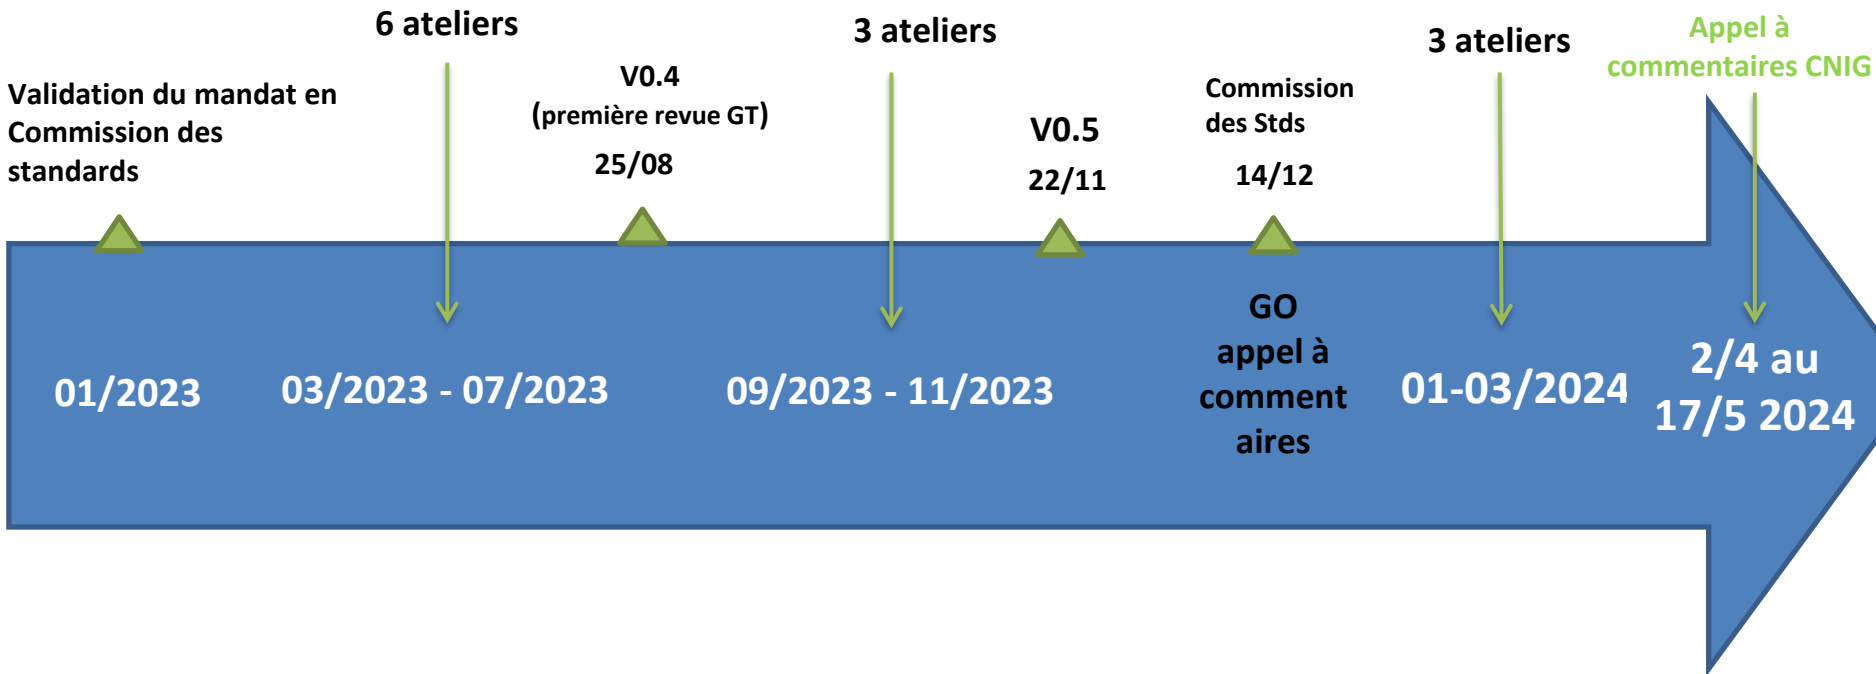 Validation du mandat en
Commission des
standards
01/2023
6 ateliers
03/2023 - 07/2023
V0.4
(première revue GT)
25/08
3 ateliers
09/2023 - 11/2023
V0.5
22/11
Commission
des Stds
14/12
GO
appel à
comment
aires
3 ateliers
01-03/2024
Appel à
commentaires CNIG
2/4 au
17/5 2024